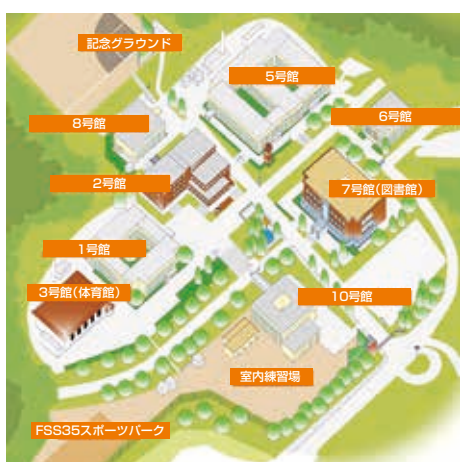 記念グラウンド
5号館
8号館
6号館
2号館
7号館(図書館)
1号館
3号館(体育館)
10号館
室内練習場
FSS35スポーツパーク